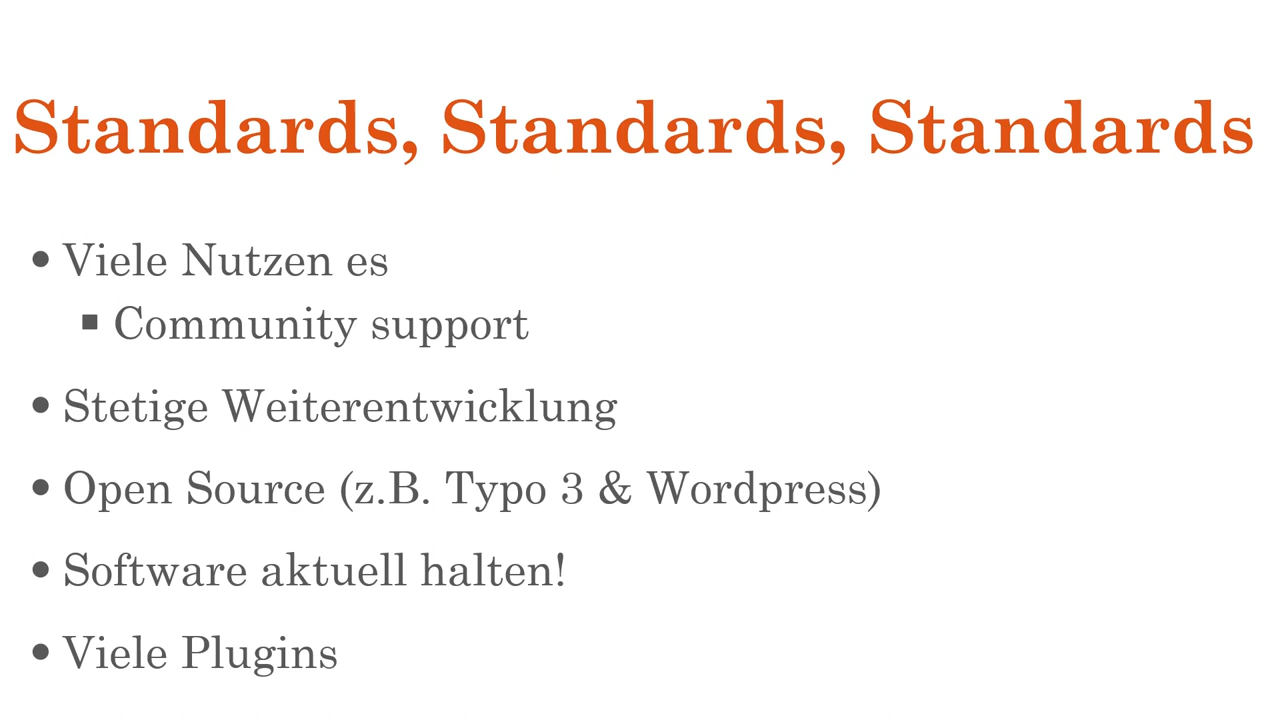 Standards, Standards, Standards
• Viele Nutzen es
▪ Community support
• Stetige Weiterentwicklung
• Open Source (z.B. Typo 3 & Wordpress)
• Software aktuell halten!
• Viele Plugins